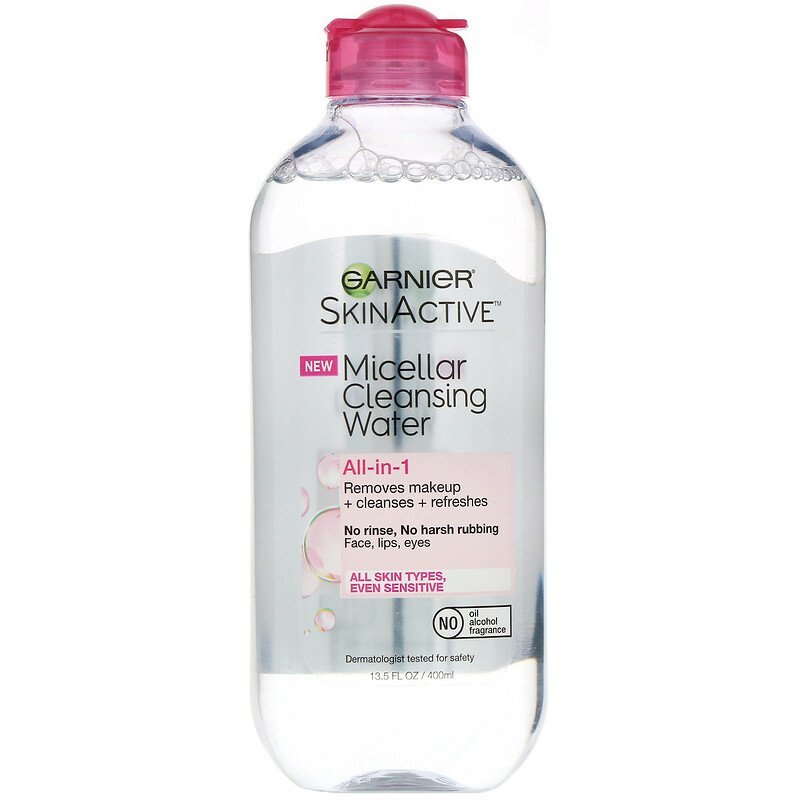 GARNIER®
SKINACTIVE™
NEW
Micellar
Cleansing
Water
All-in-1
Removes makeup
+ cleanses + refreshes
No rinse, No harsh rubbing
Face, lips, eyes
ALL SKIN TYPES,
EVEN SENSITIVE
NO
oil
alcohol
fragrance
Dermatologist tested for safety
13.5 FL OZ / 400ml